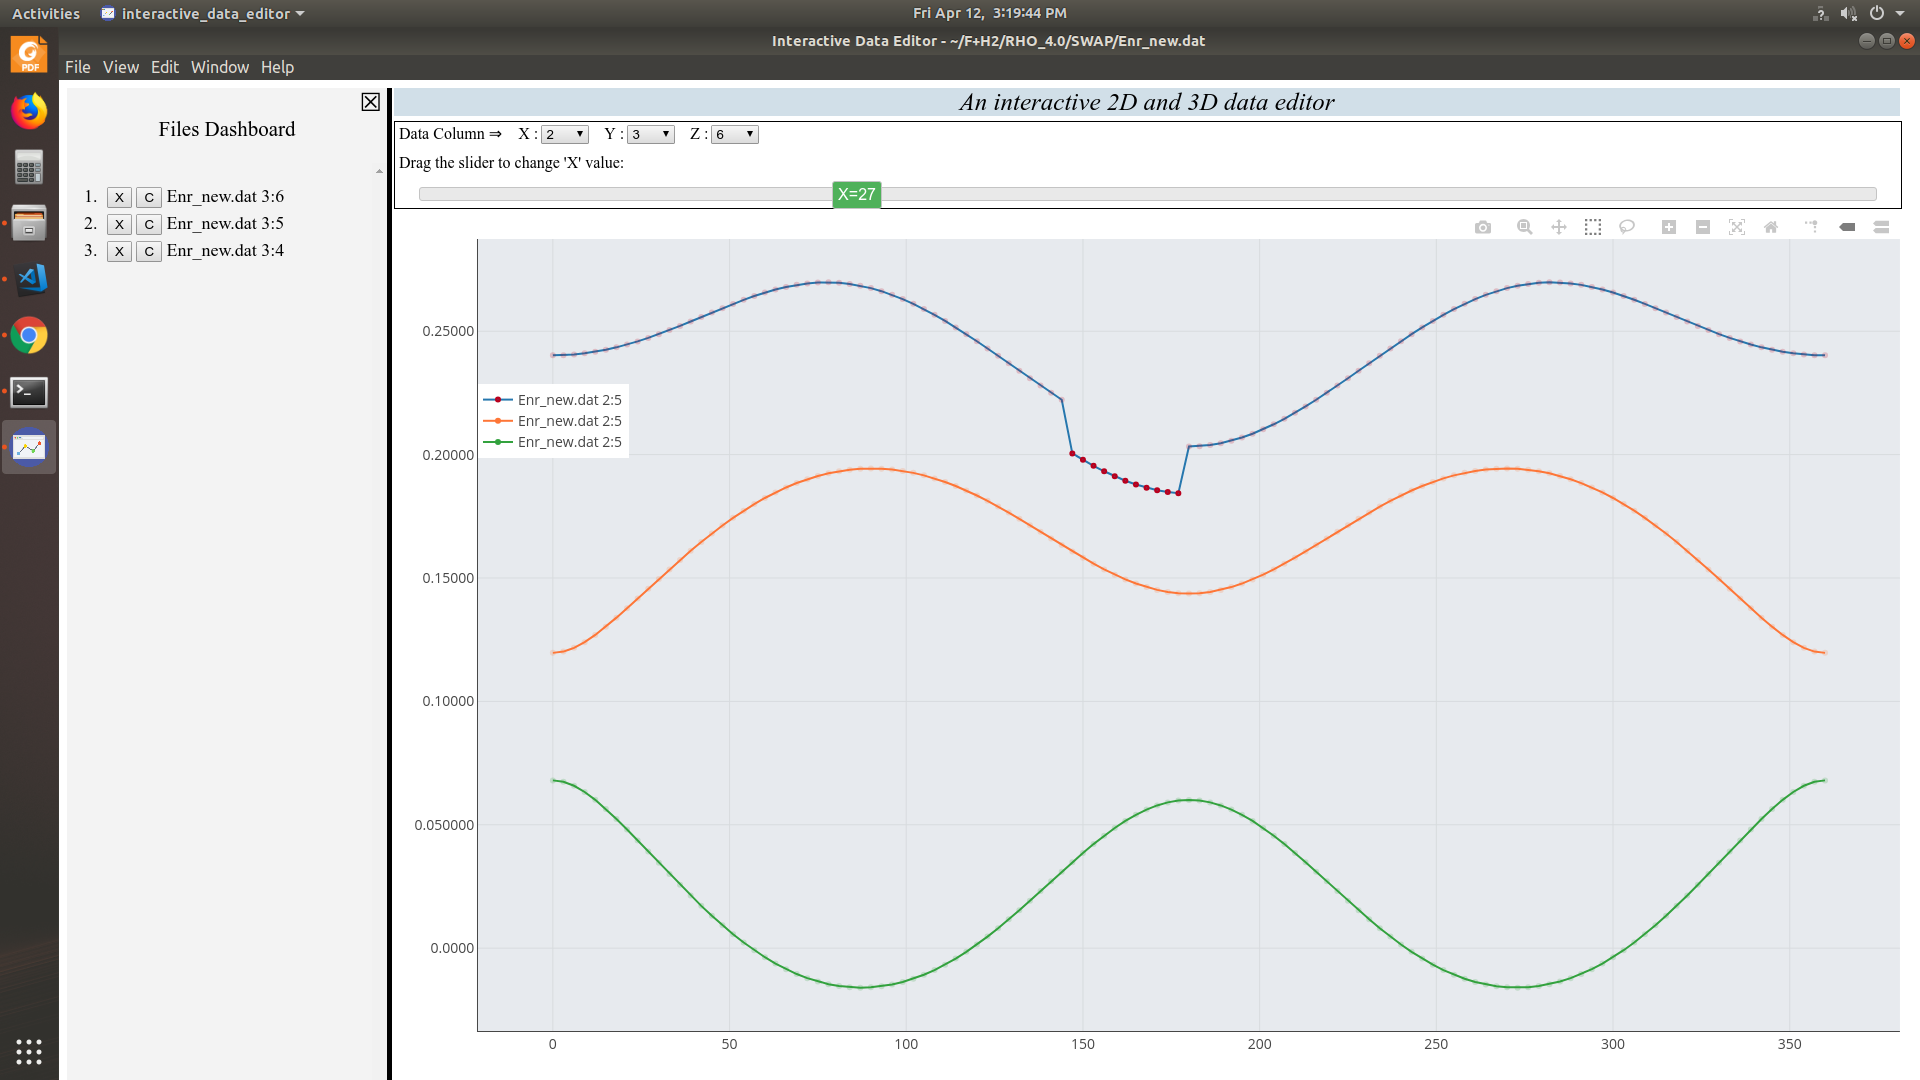 Activities interactive_data_editor Fri Apr 12, 3:19:44 PM
Interactive Data Editor - ~/F+H2/RHO_4.0/SWAP/Enr_new.dat
File View Edit Window Help
PDF
Files Dashboard
1. X C Enr_new.dat 3:6
2. X C Enr_new.dat 3:5
3. X C Enr_new.dat 3:4
An interactive 2D and 3D data editor
Data Column ⇒ X : 2 Y : 3 Z : 6
Drag the slider to change 'X' value:
X=27
0.25000
0.20000
0.15000
0.10000
0.050000
0.0000
Enr_new.dat 2:5
Enr_new.dat 2:5
Enr_new.dat 2:5
0 50 100 150 200 250 300 350